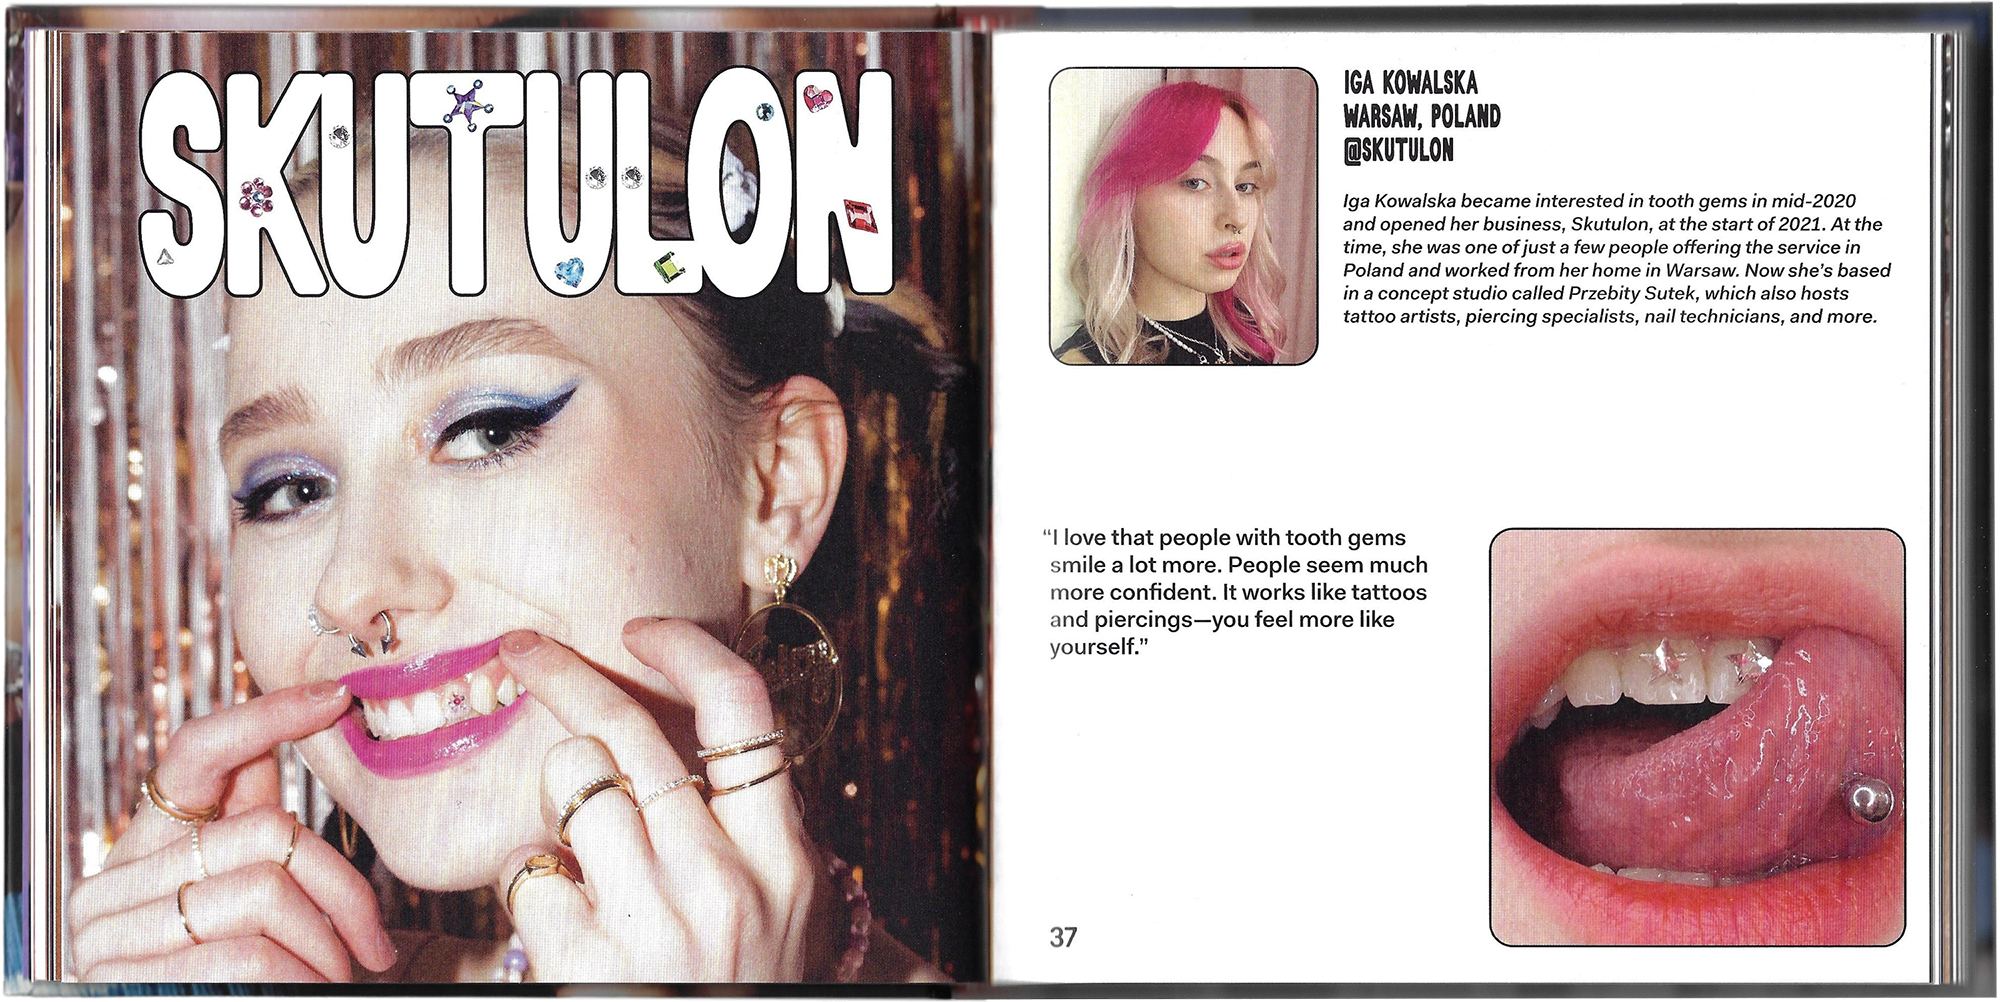 SKUTULON
IGA KOWALSKA
WARSAW, POLAND
@SKUTULON
Iga Kowalska became interested in tooth gems in mid-2020
and opened her business, Skutulon, at the start of 2021. At the
time, she was one of just a few people offering the service in
Poland and worked from her home in Warsaw. Now she's based
in a concept studio called Przebity Sutek, which also hosts
tattoo artists, piercing specialists, nail technicians, and more.
“I love that people with tooth gems
smile a lot more. People seem much
more confident. It works like tattoos
and piercings—you feel more like
yourself.”
37